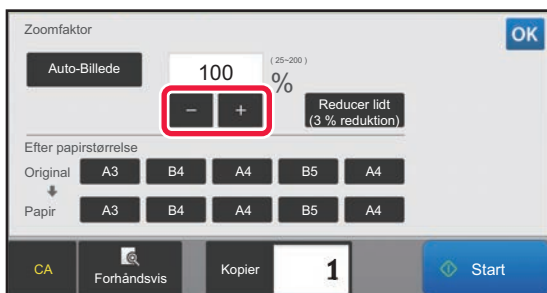 Zoomfaktor
OK
Auto-Billede
100
(25~200)
%
− +
Reducer lidt
(3 % reduktion)
Efter papirstørrelse
Original A3 B4 A4 B5 A4
Papir A3 B4 A4 B5 A4
CA
Forhåndsvis
Kopier
1
Start